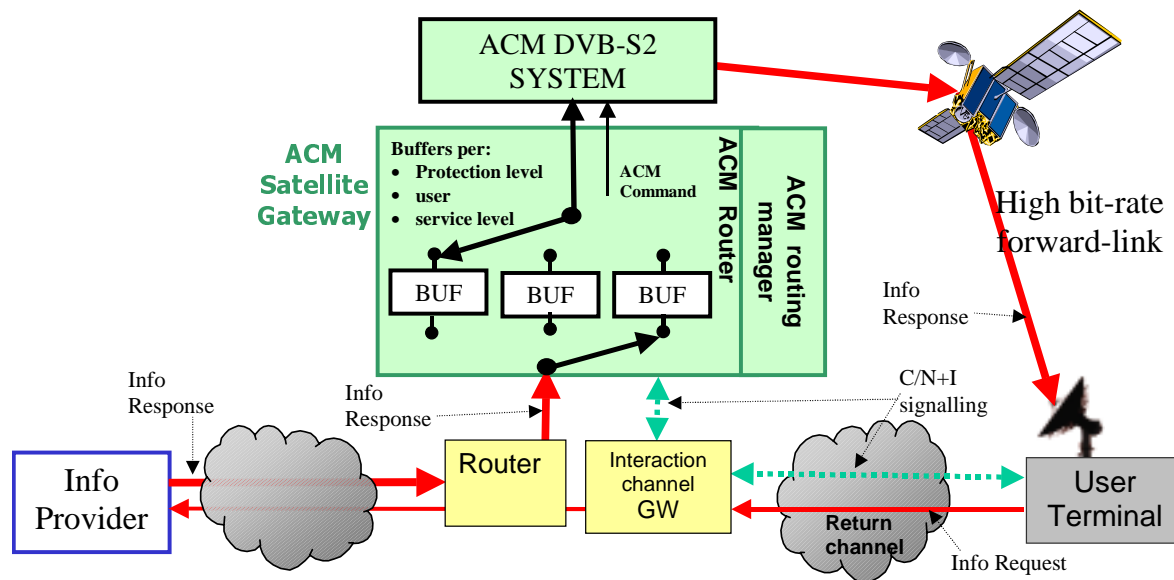 ACM DVB-S2
SYSTEM
ACM
Satellite
Gateway
Buffers per:
• Protection level
• user
• service level
ACM
Command
ACM Router
ACM routing
manager
BUF
BUF
BUF
High bit-rate
forward-link
Info
Response
Info
Response
Info
Response
C/N+I
signalling
Info
Provider
Router
Interaction
channel
GW
Return
channel
User
Terminal
Info Request